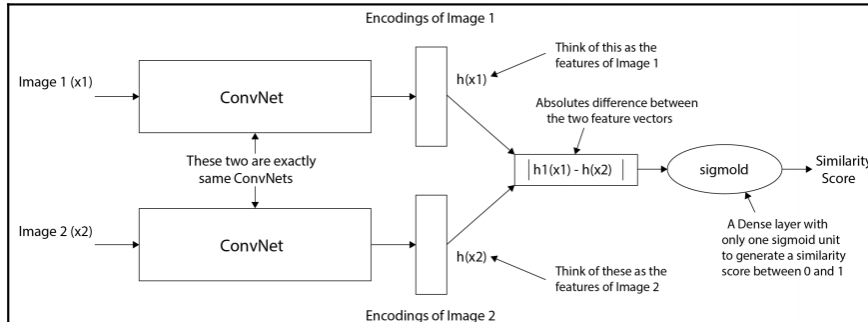 Encodings of Image 1
Think of this as the
features of Image 1
Image 1 (x1)
ConvNet
h(x1)
Absolutes difference between
the two feature vectors
These two are exactly
same ConvNets
|h1(x1) - h(x2) |
sigmold
Similarity
Score
Image 2 (x2)
ConvNet
h(x2)
A Dense layer with
only one sigmoid unit
to generate a similarity
score between 0 and 1
Think of these as the
features of Image 2
Encodings of Image 2